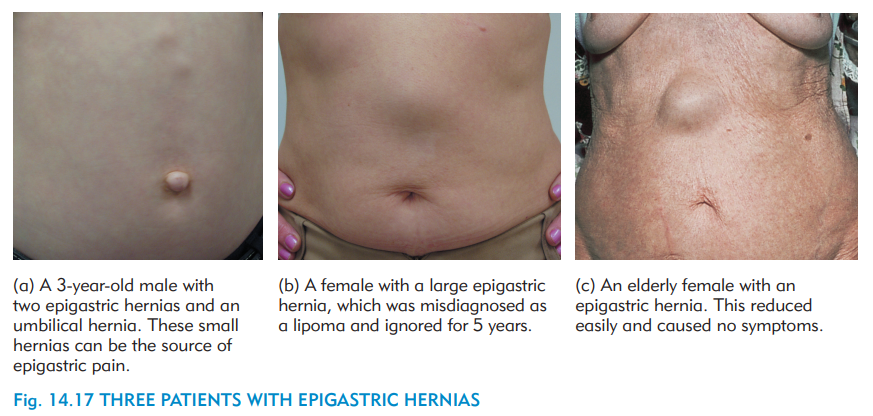 (a) A 3-year-old male with
two epigastric hernias and an
umbilical hernia. These small
hernias can be the source of
epigastric pain.
(b) A female with a large epigastric
hernia, which was misdiagnosed as
a lipoma and ignored for 5 years.
(c) An elderly female with an
epigastric hernia. This reduced
easily and caused no symptoms.
Fig. 14.17 THREE PATIENTS WITH EPIGASTRIC HERNIAS